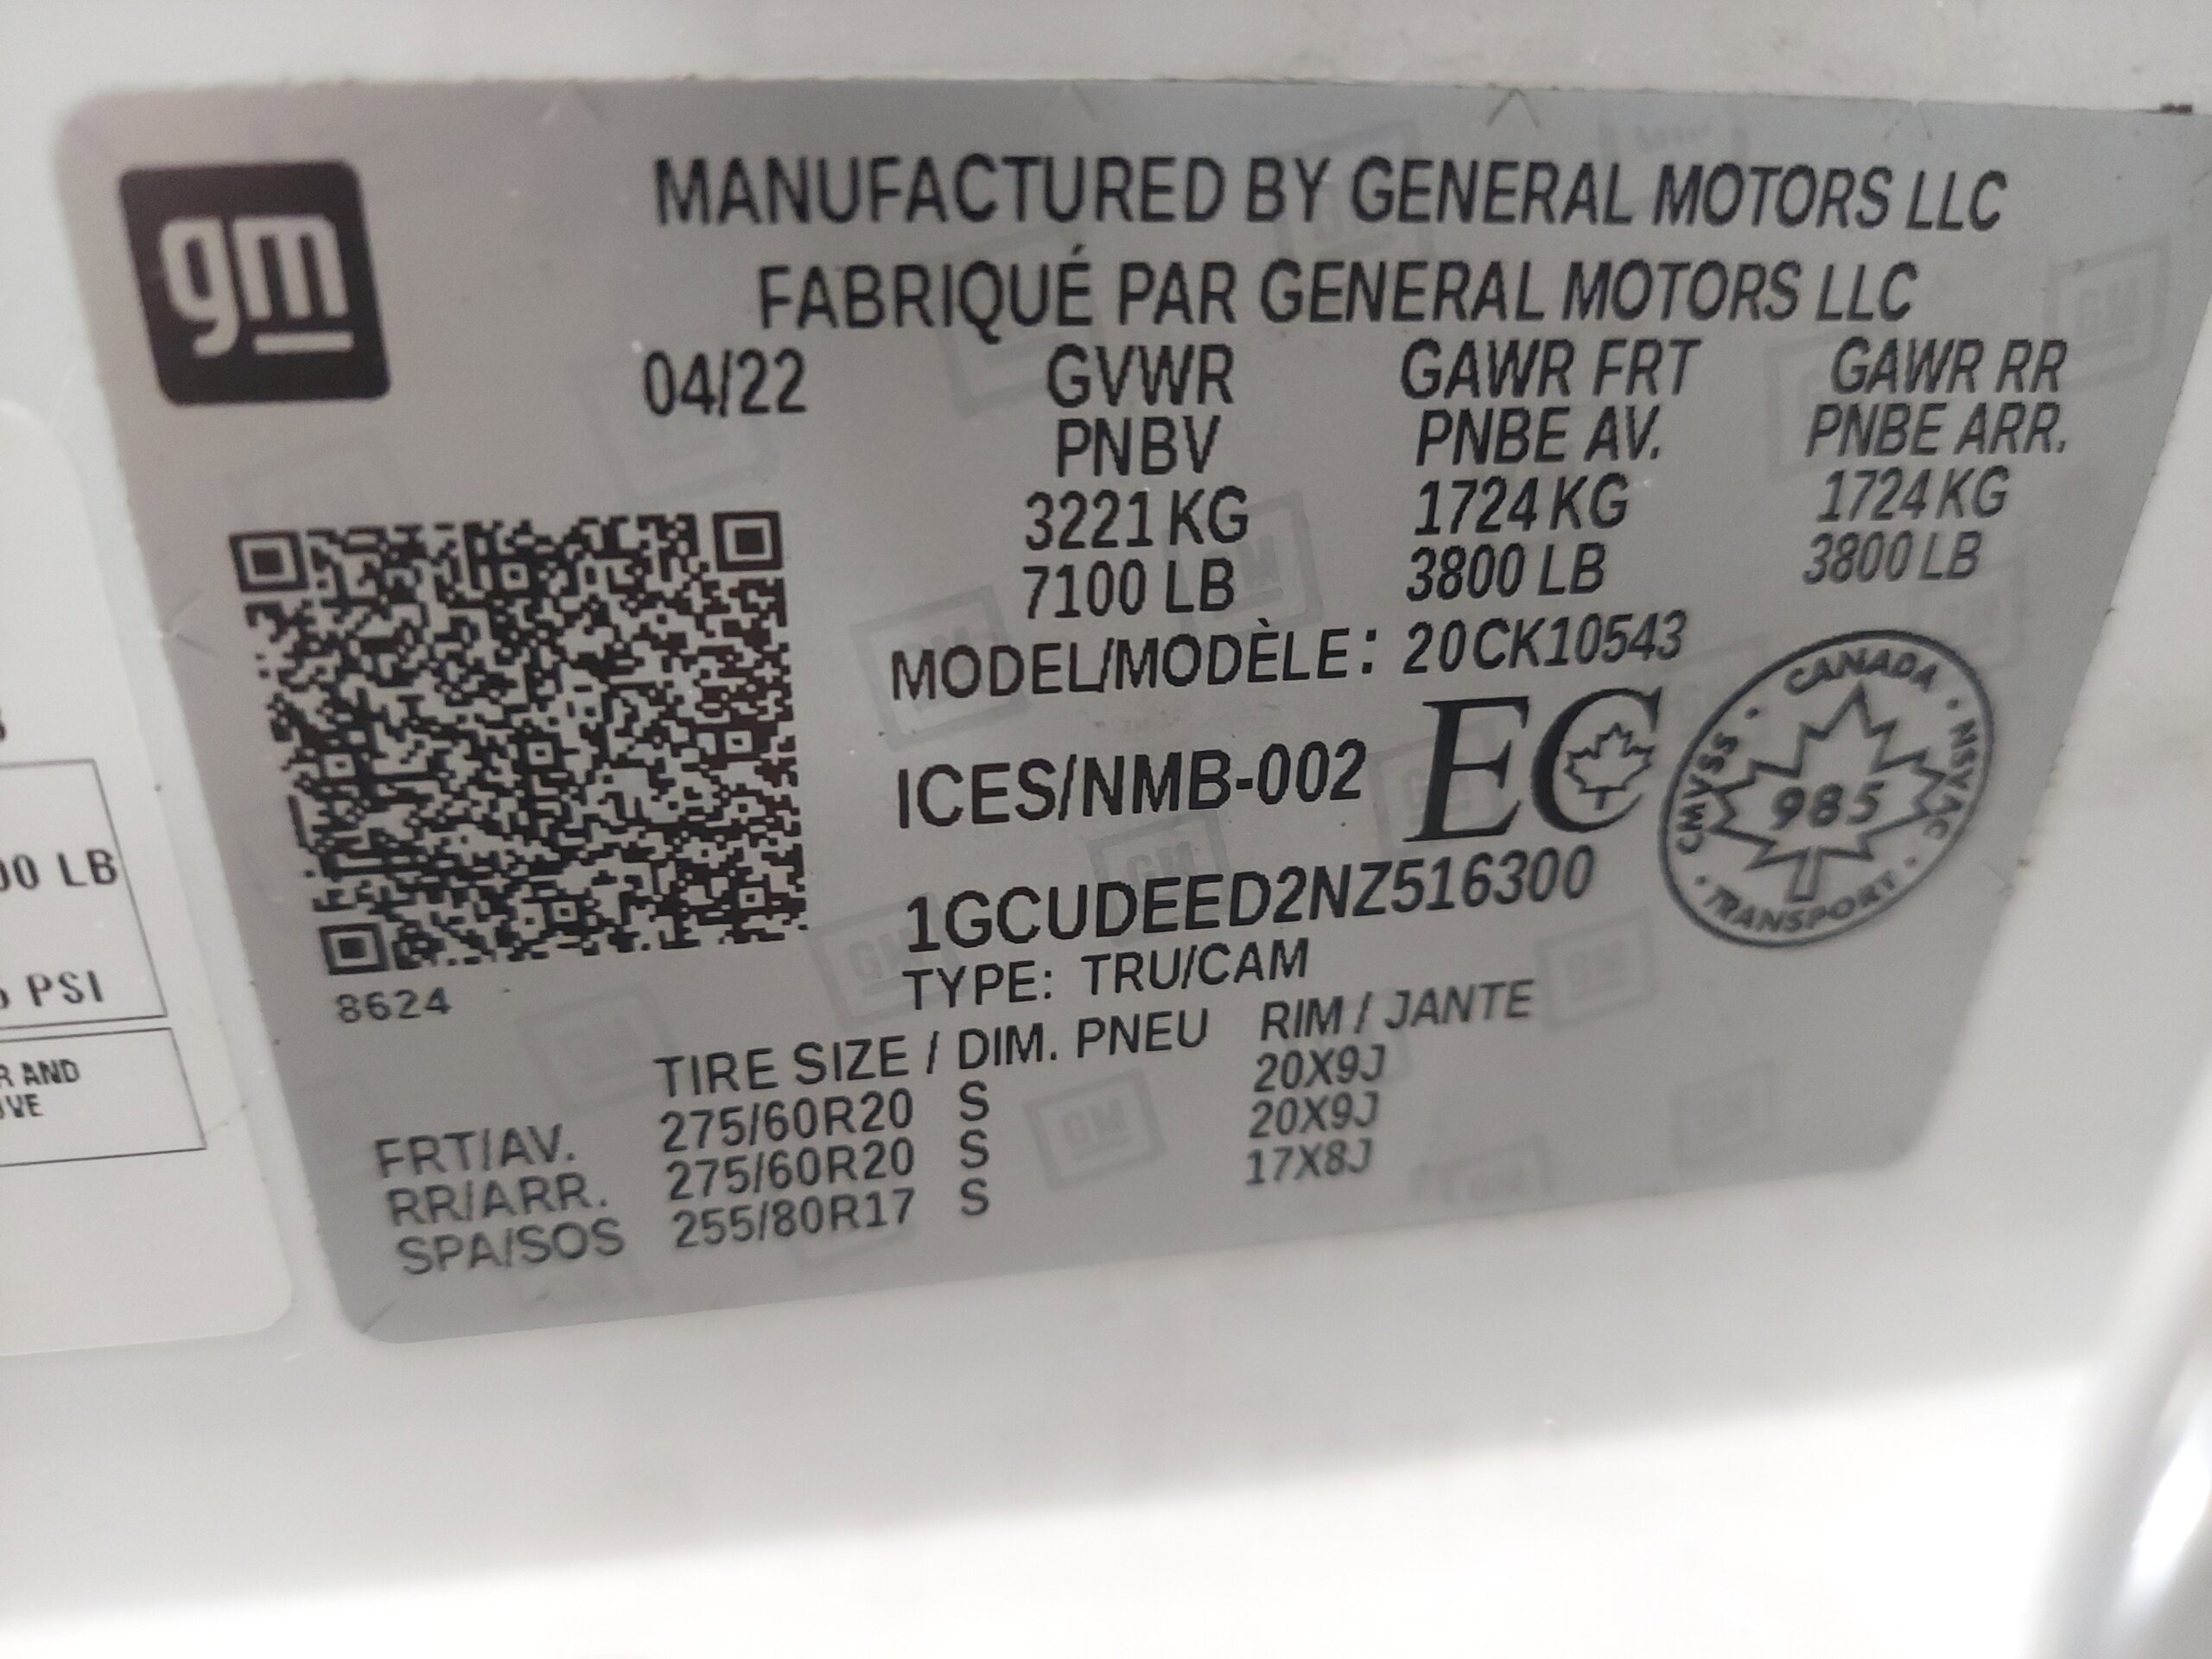 gm
MANUFACTURED BY GENERAL MOTORS LLC
FABRIQUÉ PAR GENERAL MOTORS LLC
04/22 GVWR GAWR FRT GAWR RR
PNBV PNBE AV. PNBE ARR.
3221 KG 1724 KG 1724 KG
7100 LB 3800 LB 3800 LB
MODEL/MODÈLE: 20CK10543
ICES/NMB-002 EC
CANADA · NSVAC · TRANSPORT · CMVSS ·
985
1GCUDEED2NZ516300
TYPE: TRU/CAM
8624
TIRE SIZE / DIM. PNEU RIM / JANTE
FRT/AV. 275/60R20 S 20X9J
RR/ARR. 275/60R20 S 20X9J
SPA/SOS 255/80R17 S 17X8J
00 LB
PSI
AND